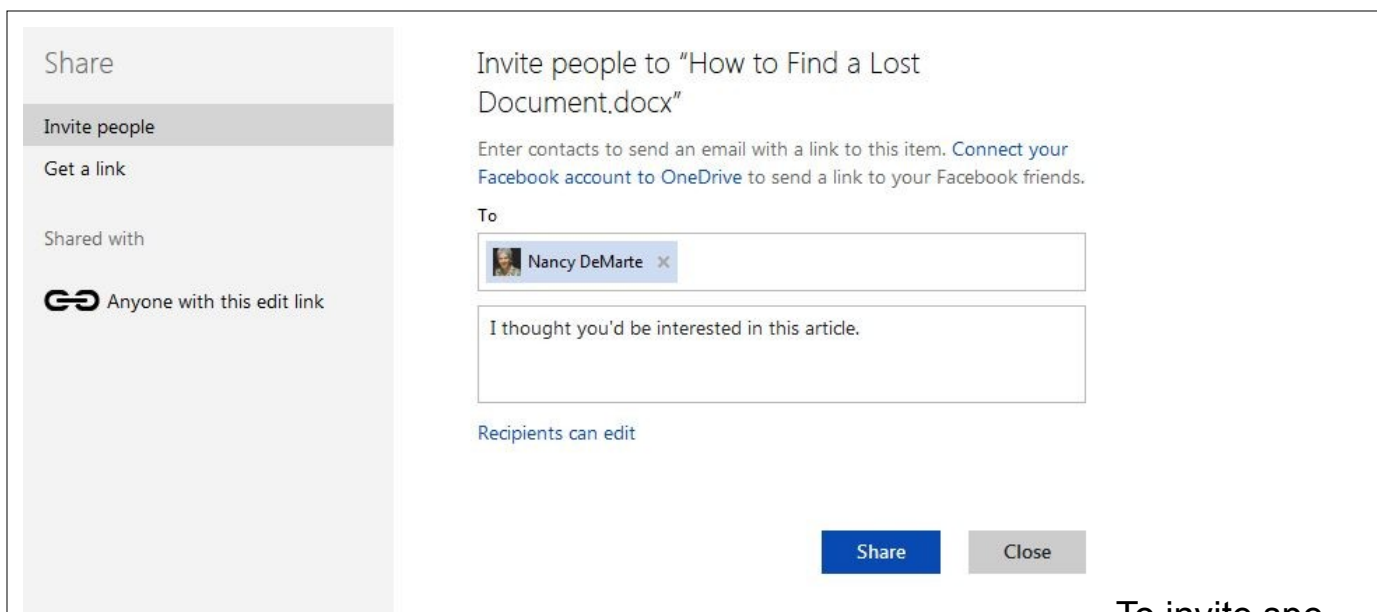 Share
Invite people
Get a link
Shared with
Anyone with this edit link
Invite people to “How to Find a Lost
Document.docx”
Enter contacts to send an email with a link to this item. Connect your
Facebook account to OneDrive to send a link to your Facebook friends.
To
Nancy DeMarte ×
I thought you'd be interested in this article.
Recipients can edit
Share
Close
To invite